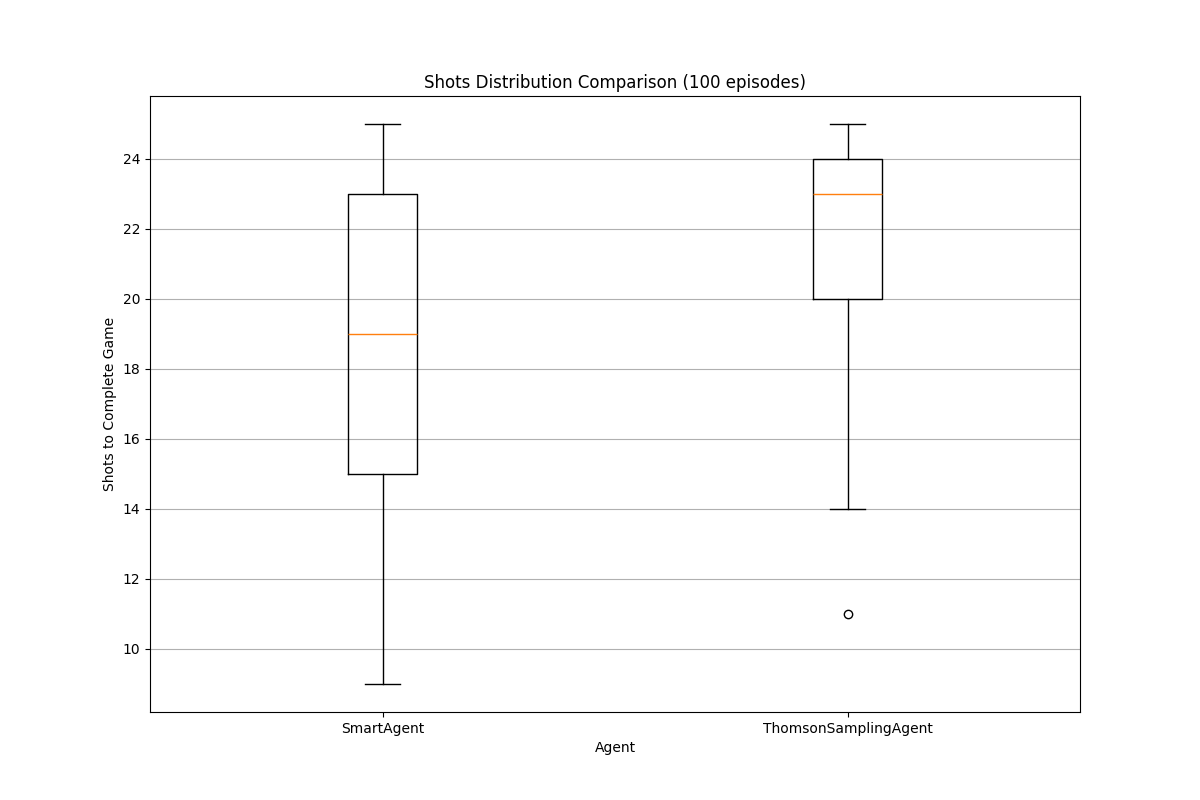 Shots Distribution Comparison (100 episodes)
Shots to Complete Game
24
22
20
18
16
14
12
10
SmartAgent
ThomsonSamplingAgent
Agent